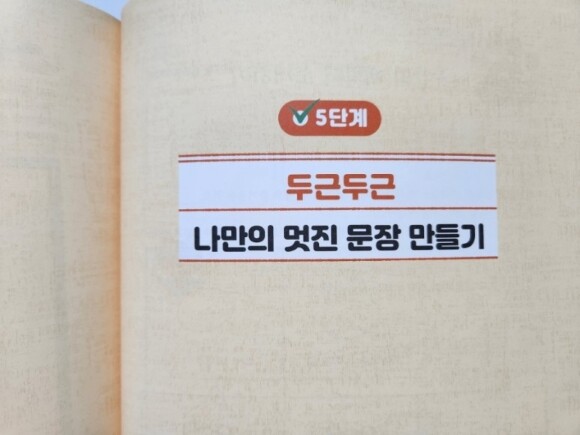 5단계
두근두근
나만의 멋진 문장 만들기